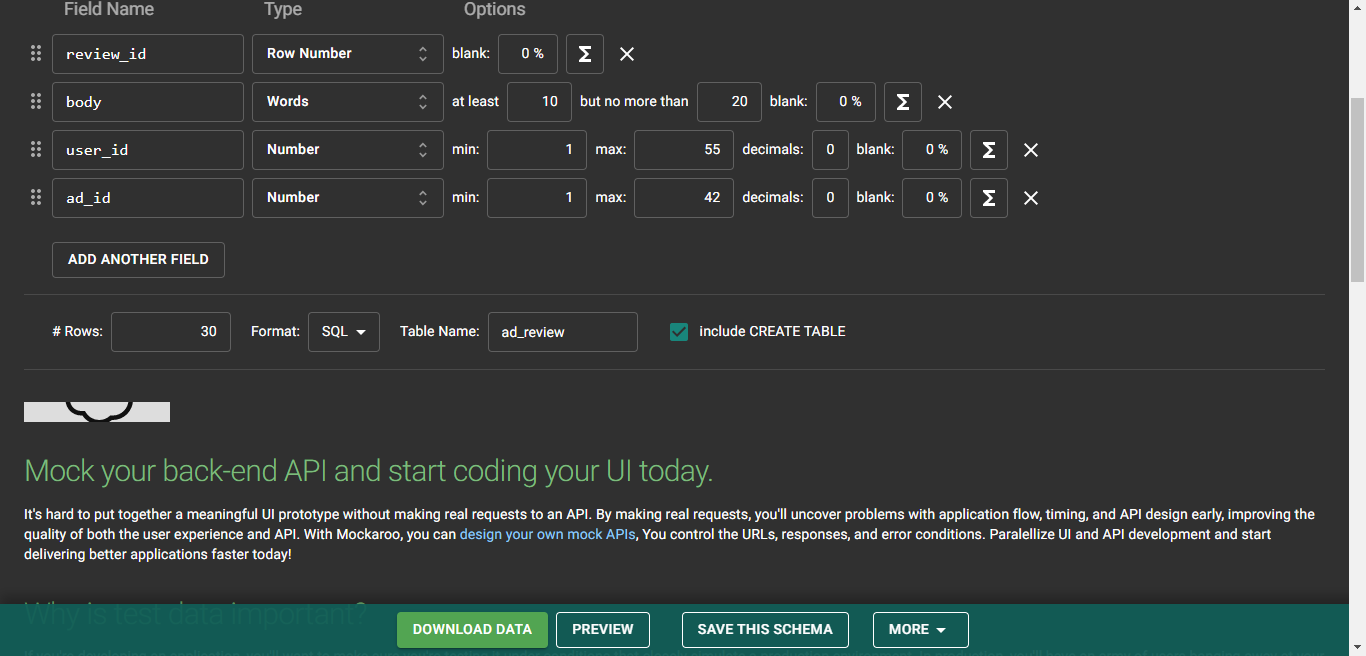 Field Name Type Options
review_id Row Number blank: 0 %
body Words at least 10 but no more than 20 blank: 0 %
user_id Number min: 1 max: 55 decimals: 0 blank: 0 %
ad_id Number min: 1 max: 42 decimals: 0 blank: 0 %
ADD ANOTHER FIELD
# Rows: 30 Format: SQL Table Name: ad_review include CREATE TABLE
Mock your back-end API and start coding your UI today.
It's hard to put together a meaningful UI prototype without making real requests to an API. By making real requests, you'll uncover problems with application flow, timing, and API design early, improving the
quality of both the user experience and API. With Mockaroo, you can design your own mock APIs, You control the URLs, responses, and error conditions. Paralellize UI and API development and start
delivering better applications faster today!
Why is test data important?
DOWNLOAD DATA PREVIEW SAVE THIS SCHEMA MORE